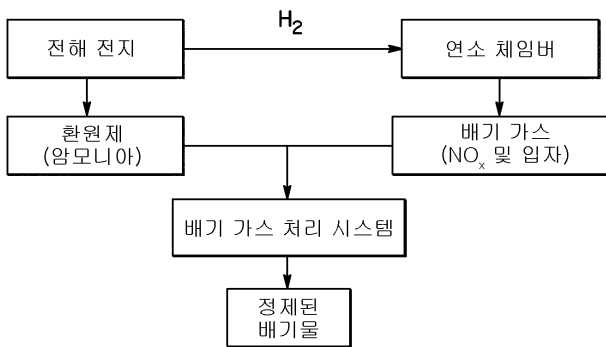 H₂
전해 전지
연소 체임버
환원제
(암모니아)
배기 가스
(NOₓ 및 입자)
배기 가스 처리 시스템
정제된
배기물